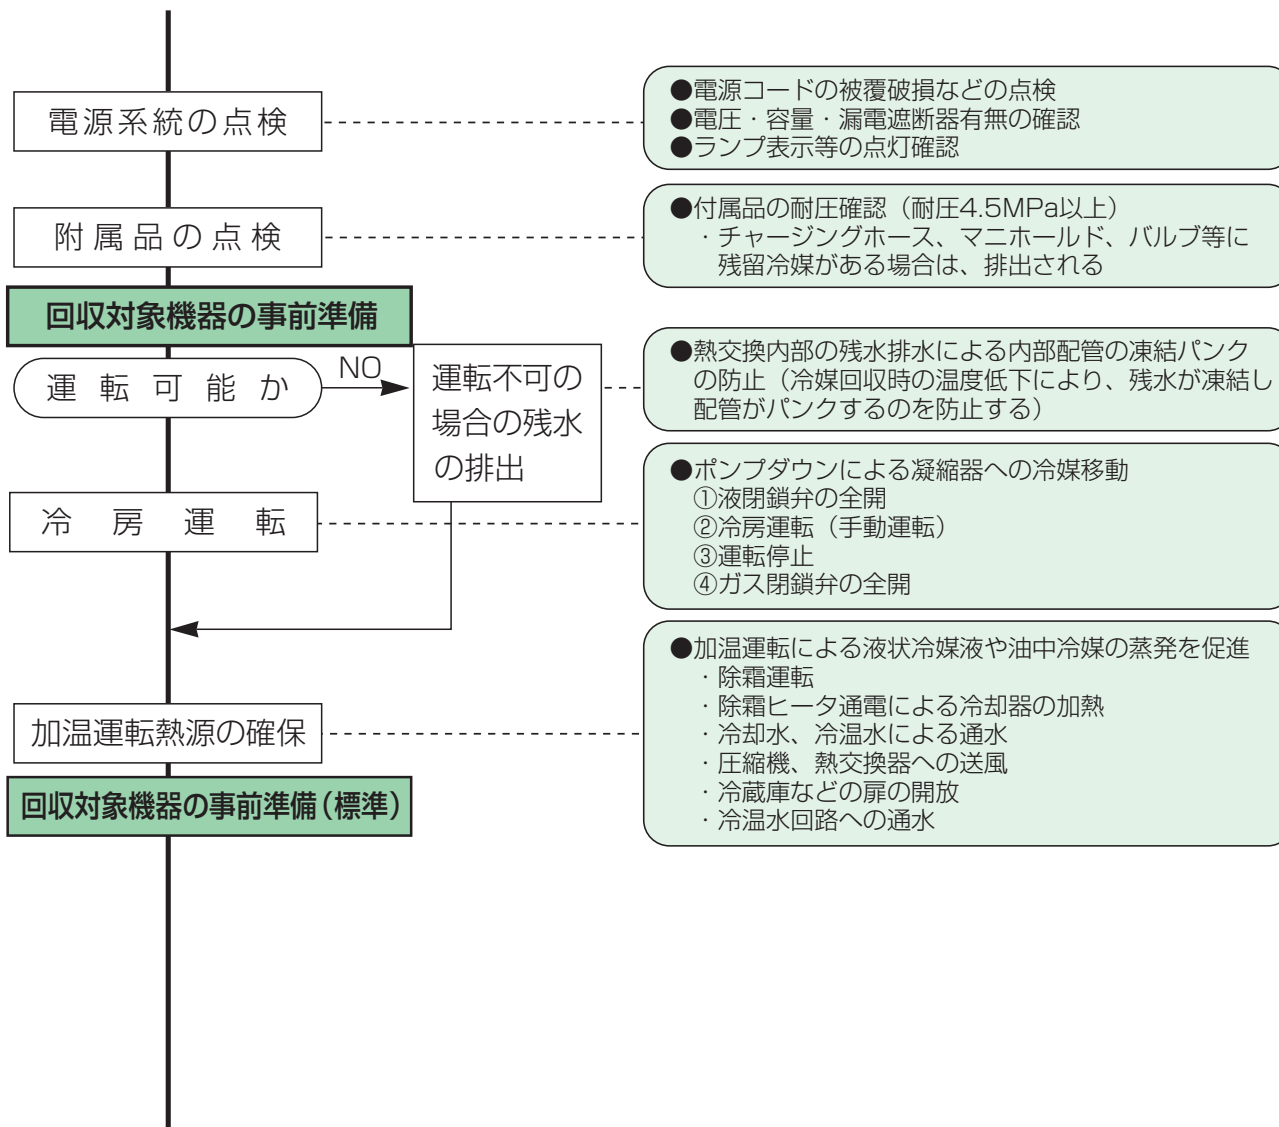 電源系統の点検
●電源コードの被覆破損などの点検
●電圧・容量・漏電遮断器有無の確認
●ランプ表示等の点灯確認
附属品の点検
●付属品の耐圧確認（耐圧4.5MPa以上）
・チャージングホース、マニホールド、バルブ等に
残留冷媒がある場合は、排出される
回収対象機器の事前準備
運転可能か
NO
運転不可の
場合の残水
の排出
●熱交換内部の残水排水による内部配管の凍結パンク
の防止（冷媒回収時の温度低下により、残水が凍結し
配管がパンクするのを防止する）
冷房運転
●ポンプダウンによる凝縮器への冷媒移動
①液閉鎖弁の全開
②冷房運転（手動運転）
③運転停止
④ガス閉鎖弁の全開
加温運転熱源の確保
●加温運転による液状冷媒液や油中冷媒の蒸発を促進
・除霜運転
・除霜ヒータ通電による冷却器の加熱
・冷却水、冷温水による通水
・圧縮機、熱交換器への送風
・冷蔵庫などの扉の開放
・冷温水回路への通水
回収対象機器の事前準備（標準）